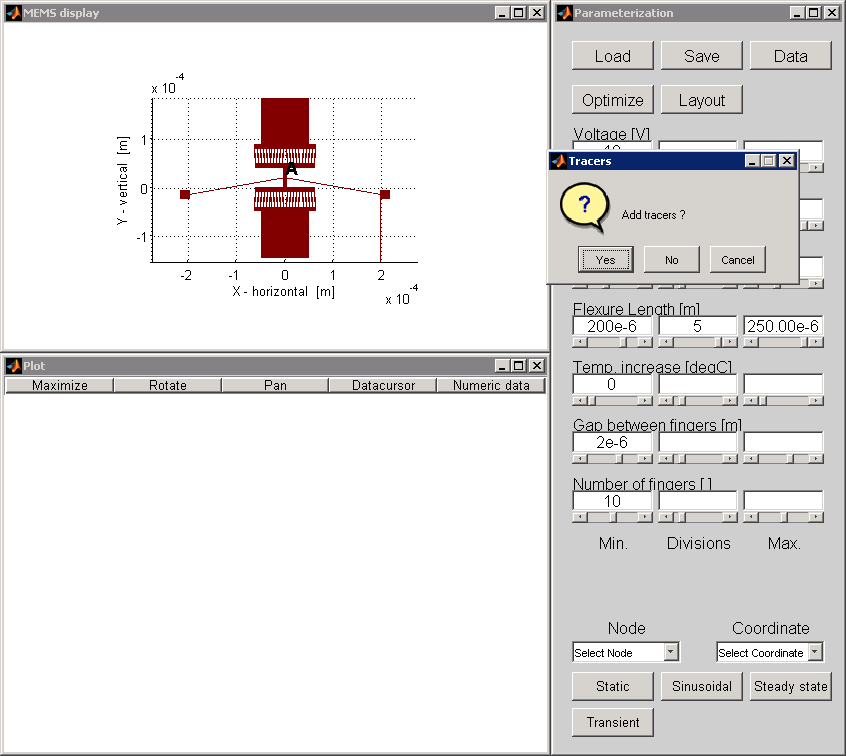 MEMS display
x 10⁻⁴
1
0
-1
A
Y - vertical [m]
-2 -1 0 1 2
X - horizontal [m]
x 10⁻⁴
Plot
Maximize Rotate Pan Datacursor Numeric data
Parameterization
Load Save Data
Optimize Layout
Voltage [V]
Tracers
?
Add tracers ?
Yes No Cancel
Flexure Length [m]
200e-6 5 250.00e-6
Temp. increase [degC]
0
Gap between fingers [m]
2e-6
Number of fingers [ ]
10
Min. Divisions Max.
Node Coordinate
Select Node Select Coordinate
Static Sinusoidal Steady state
Transient